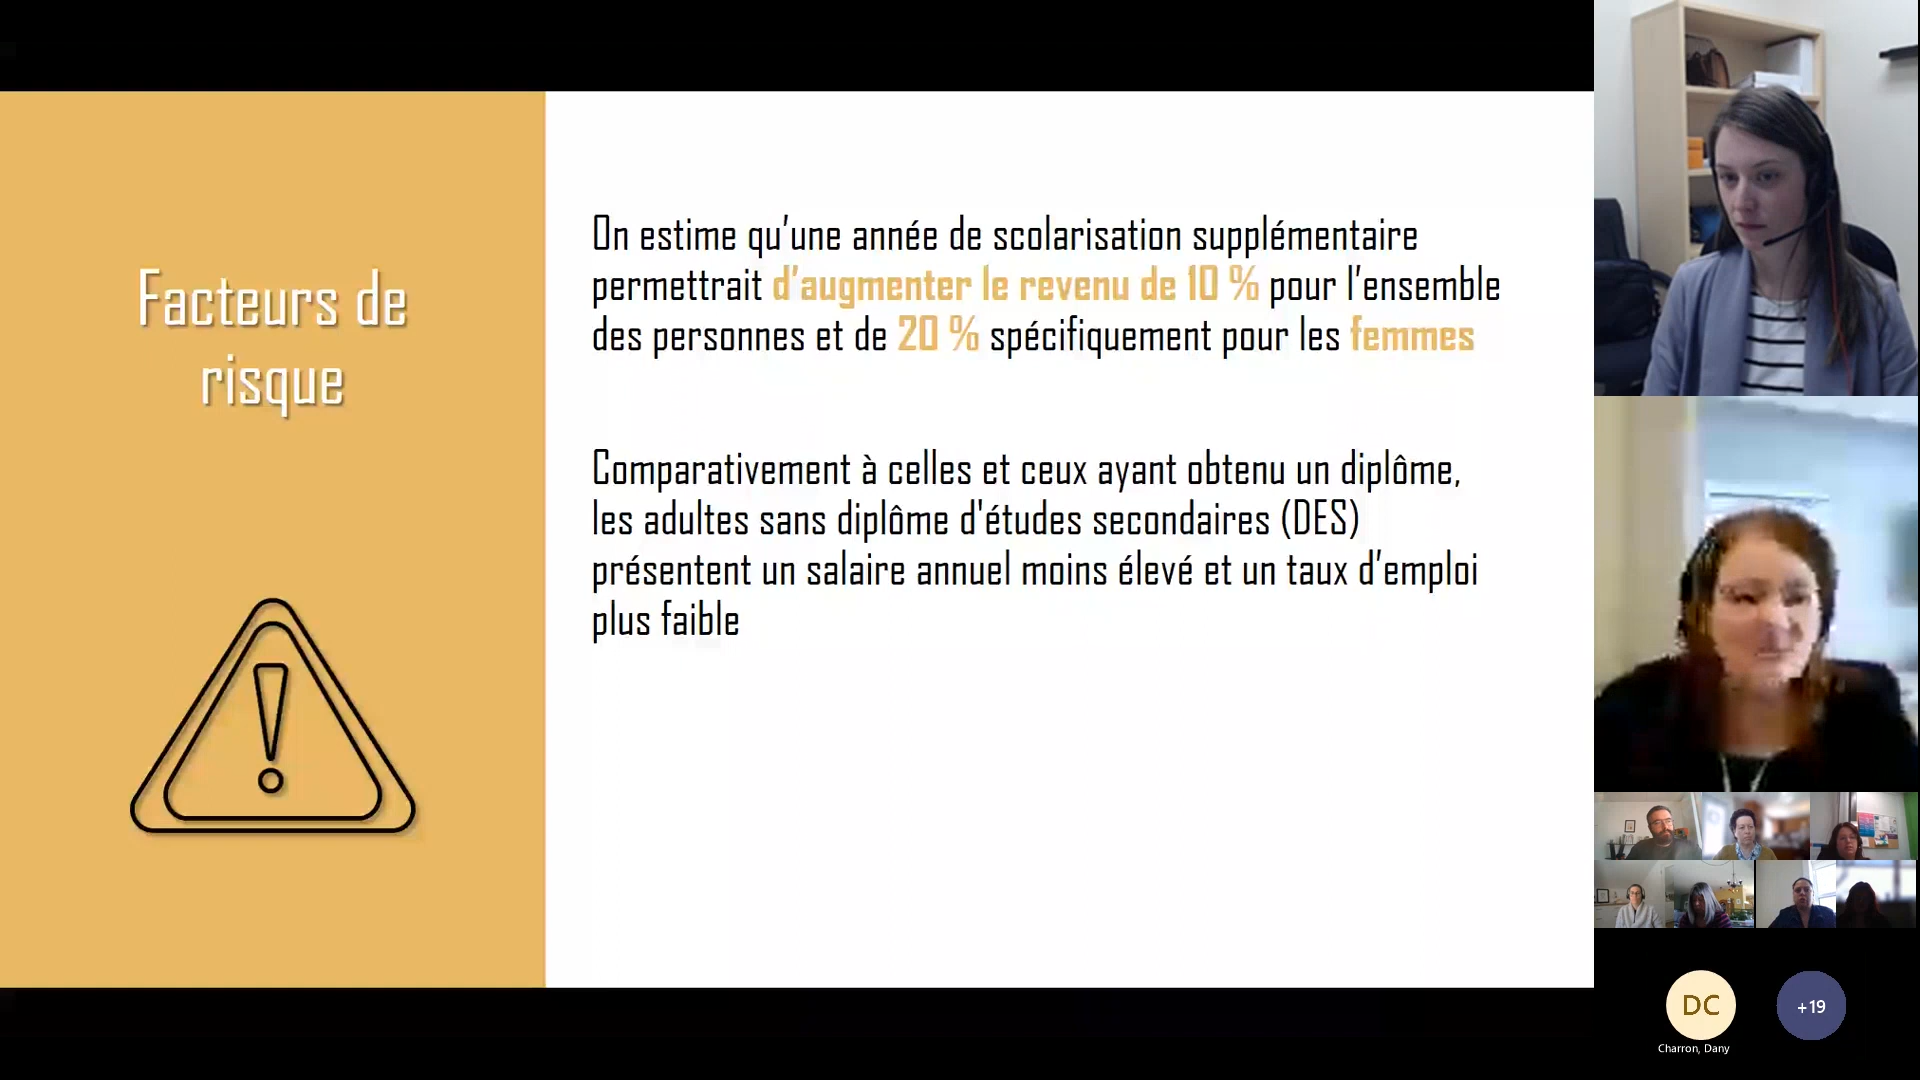 Facteurs de
risque
On estime qu’une année de scolarisation supplémentaire
permettrait d’augmenter le revenu de 10 % pour l’ensemble
des personnes et de 20 % spécifiquement pour les femmes
Comparativement à celles et ceux ayant obtenu un diplôme,
les adultes sans diplôme d'études secondaires (DES)
présentent un salaire annuel moins élevé et un taux d’emploi
plus faible
DC
+19
Charron, Dany